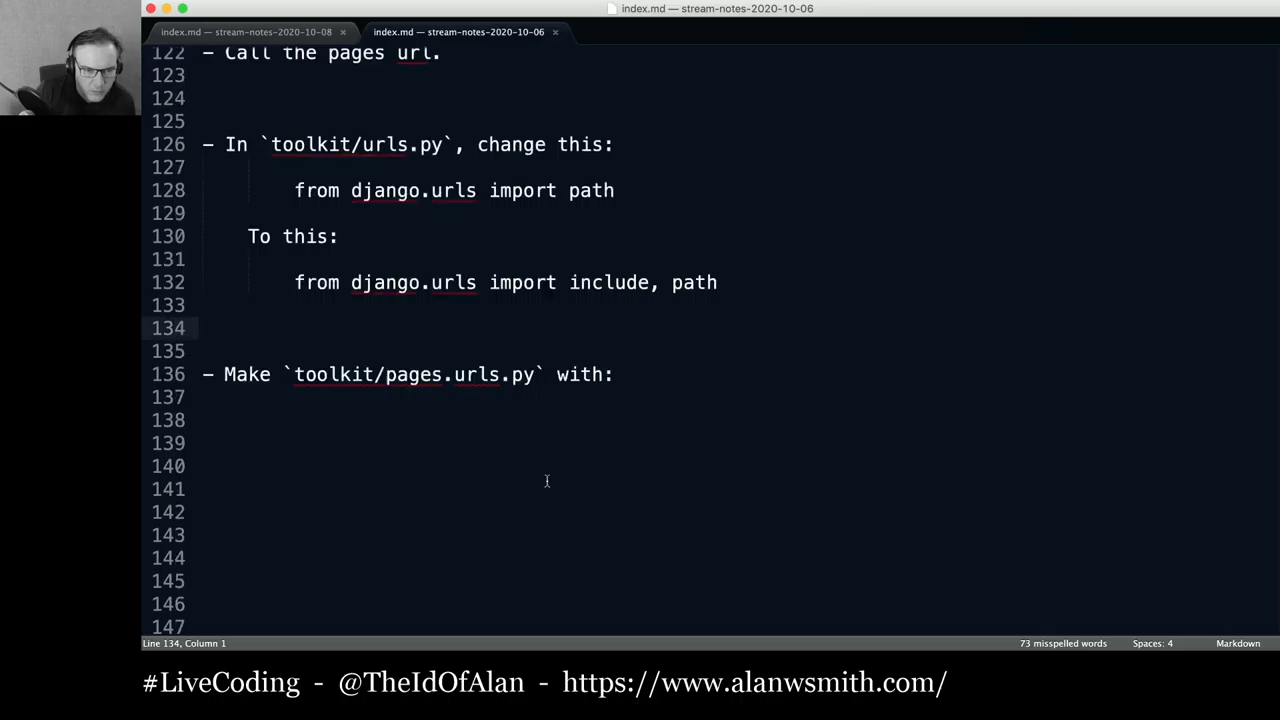 index.md — stream-notes-2020-10-06
index.md — stream-notes-2020-10-08 ×
index.md — stream-notes-2020-10-06 ×
122 - Call the pages url.
123
124
125
126 - In `toolkit/urls.py`, change this:
127
128 from django.urls import path
129
130 To this:
131
132 from django.urls import include, path
133
134
135
136 - Make `toolkit/pages.urls.py` with:
137
138
139
140
141
142
143
144
145
146
147
Line 134, Column 1
73 misspelled words
Spaces: 4
Markdown
#LiveCoding - @TheIdOfAlan - https://www.alanwsmith.com/